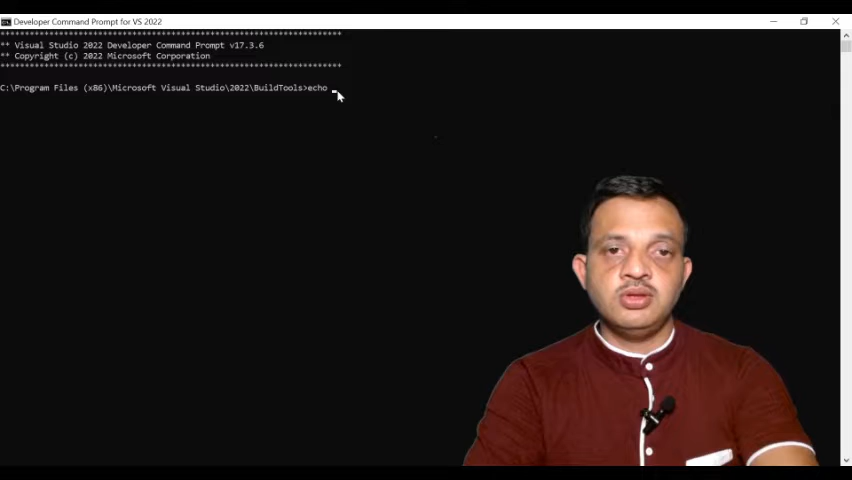 Developer Command Prompt for VS 2022
**********************************************************************
** Visual Studio 2022 Developer Command Prompt v17.3.6
** Copyright (c) 2022 Microsoft Corporation
**********************************************************************
C:\Program Files (x86)\Microsoft Visual Studio\2022\BuildTools>echo